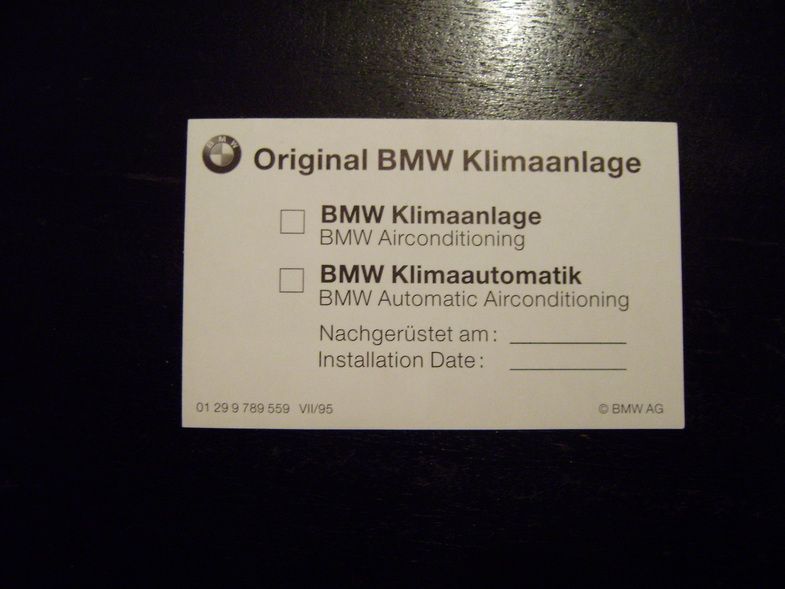 BMW
Original BMW Klimaanlage
BMW Klimaanlage
BMW Airconditioning
BMW Klimaautomatik
BMW Automatic Airconditioning
Nachgerüstet am:
Installation Date:
01 29 9 789 559 VII/95 © BMW AG